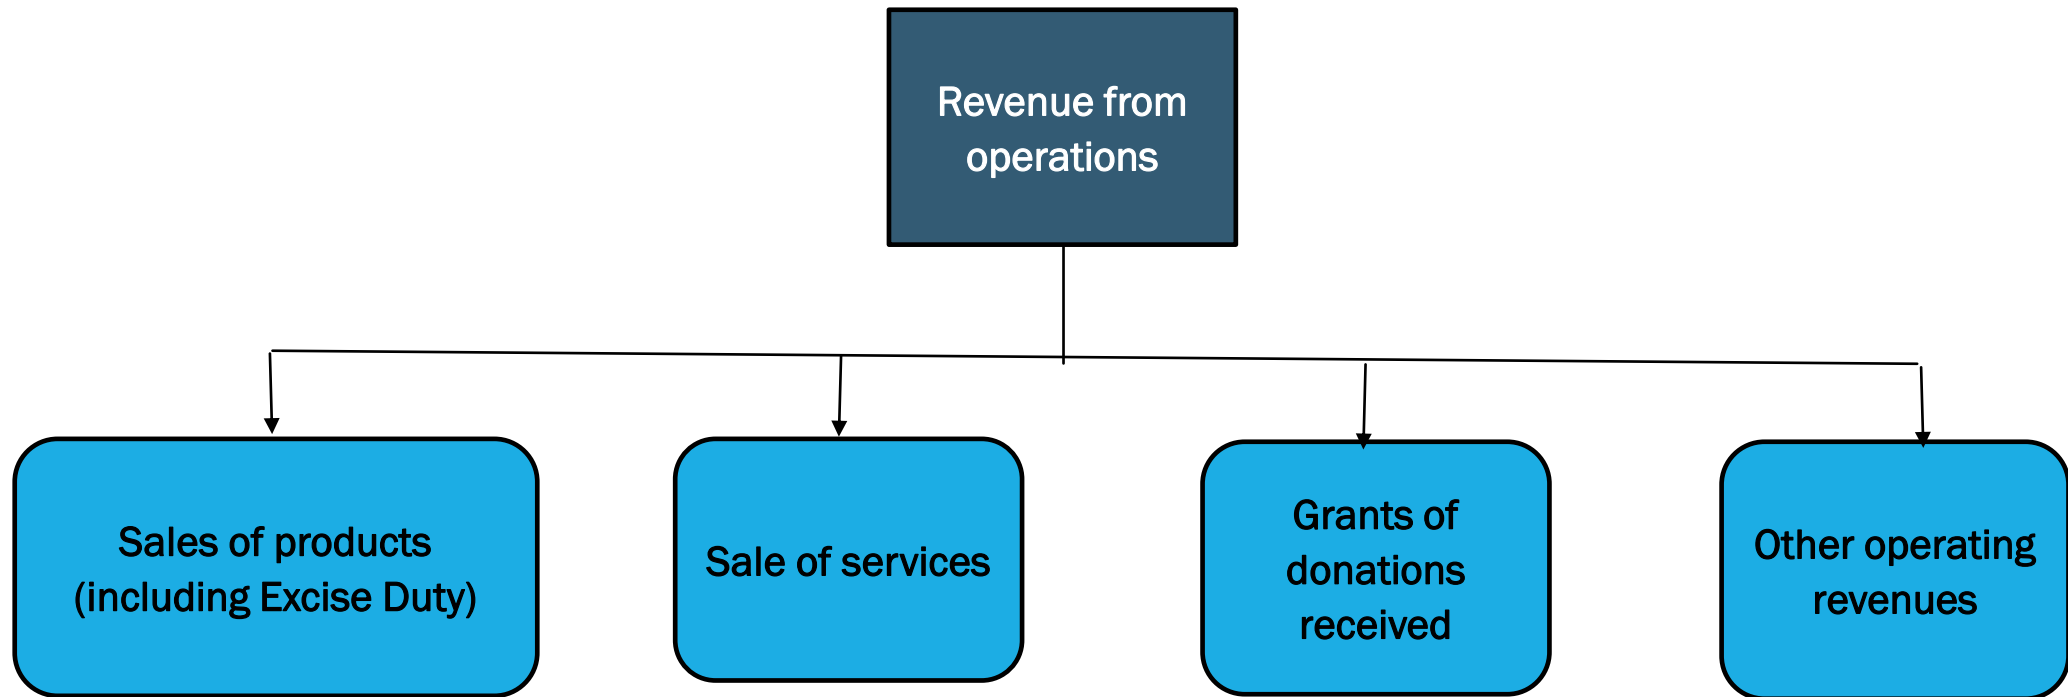 Revenue from
operations
Sales of products
(including Excise Duty)
Sale of services
Grants of
donations
received
Other operating
revenues